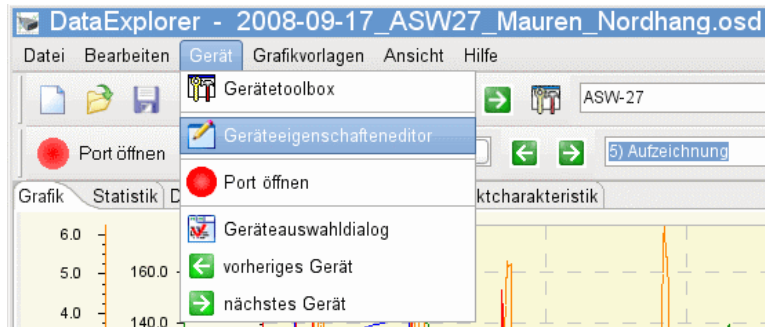 DataExplorer - 2008-09-17_ASW27_Mauren_Nordhang.osd
Datei Bearbeiten Gerät Grafikvorlagen Ansicht Hilfe
Gerätetoolbox
ASW-27
Geräteeigenschafteneditor
Port öffnen
5) Aufzeichnung
Port öffnen
Grafik Statistik D
ktcharakteristik
Geräteauswahldialog
vorheriges Gerät
nächstes Gerät
6.0
5.0
160.0
4.0
140.0